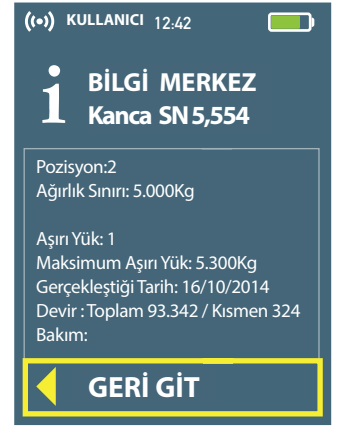 KULLANICI 12:42
BİLGİ MERKEZ
Kanca SN 5,554
Pozisyon:2
Ağırlık Sınırı: 5.000Kg
Aşırı Yük: 1
Maksimum Aşırı Yük: 5.300Kg
Gerçekleştiği Tarih: 16/10/2014
Devir : Toplam 93.342 / Kısmen 324
Bakım:
GERİ GİT